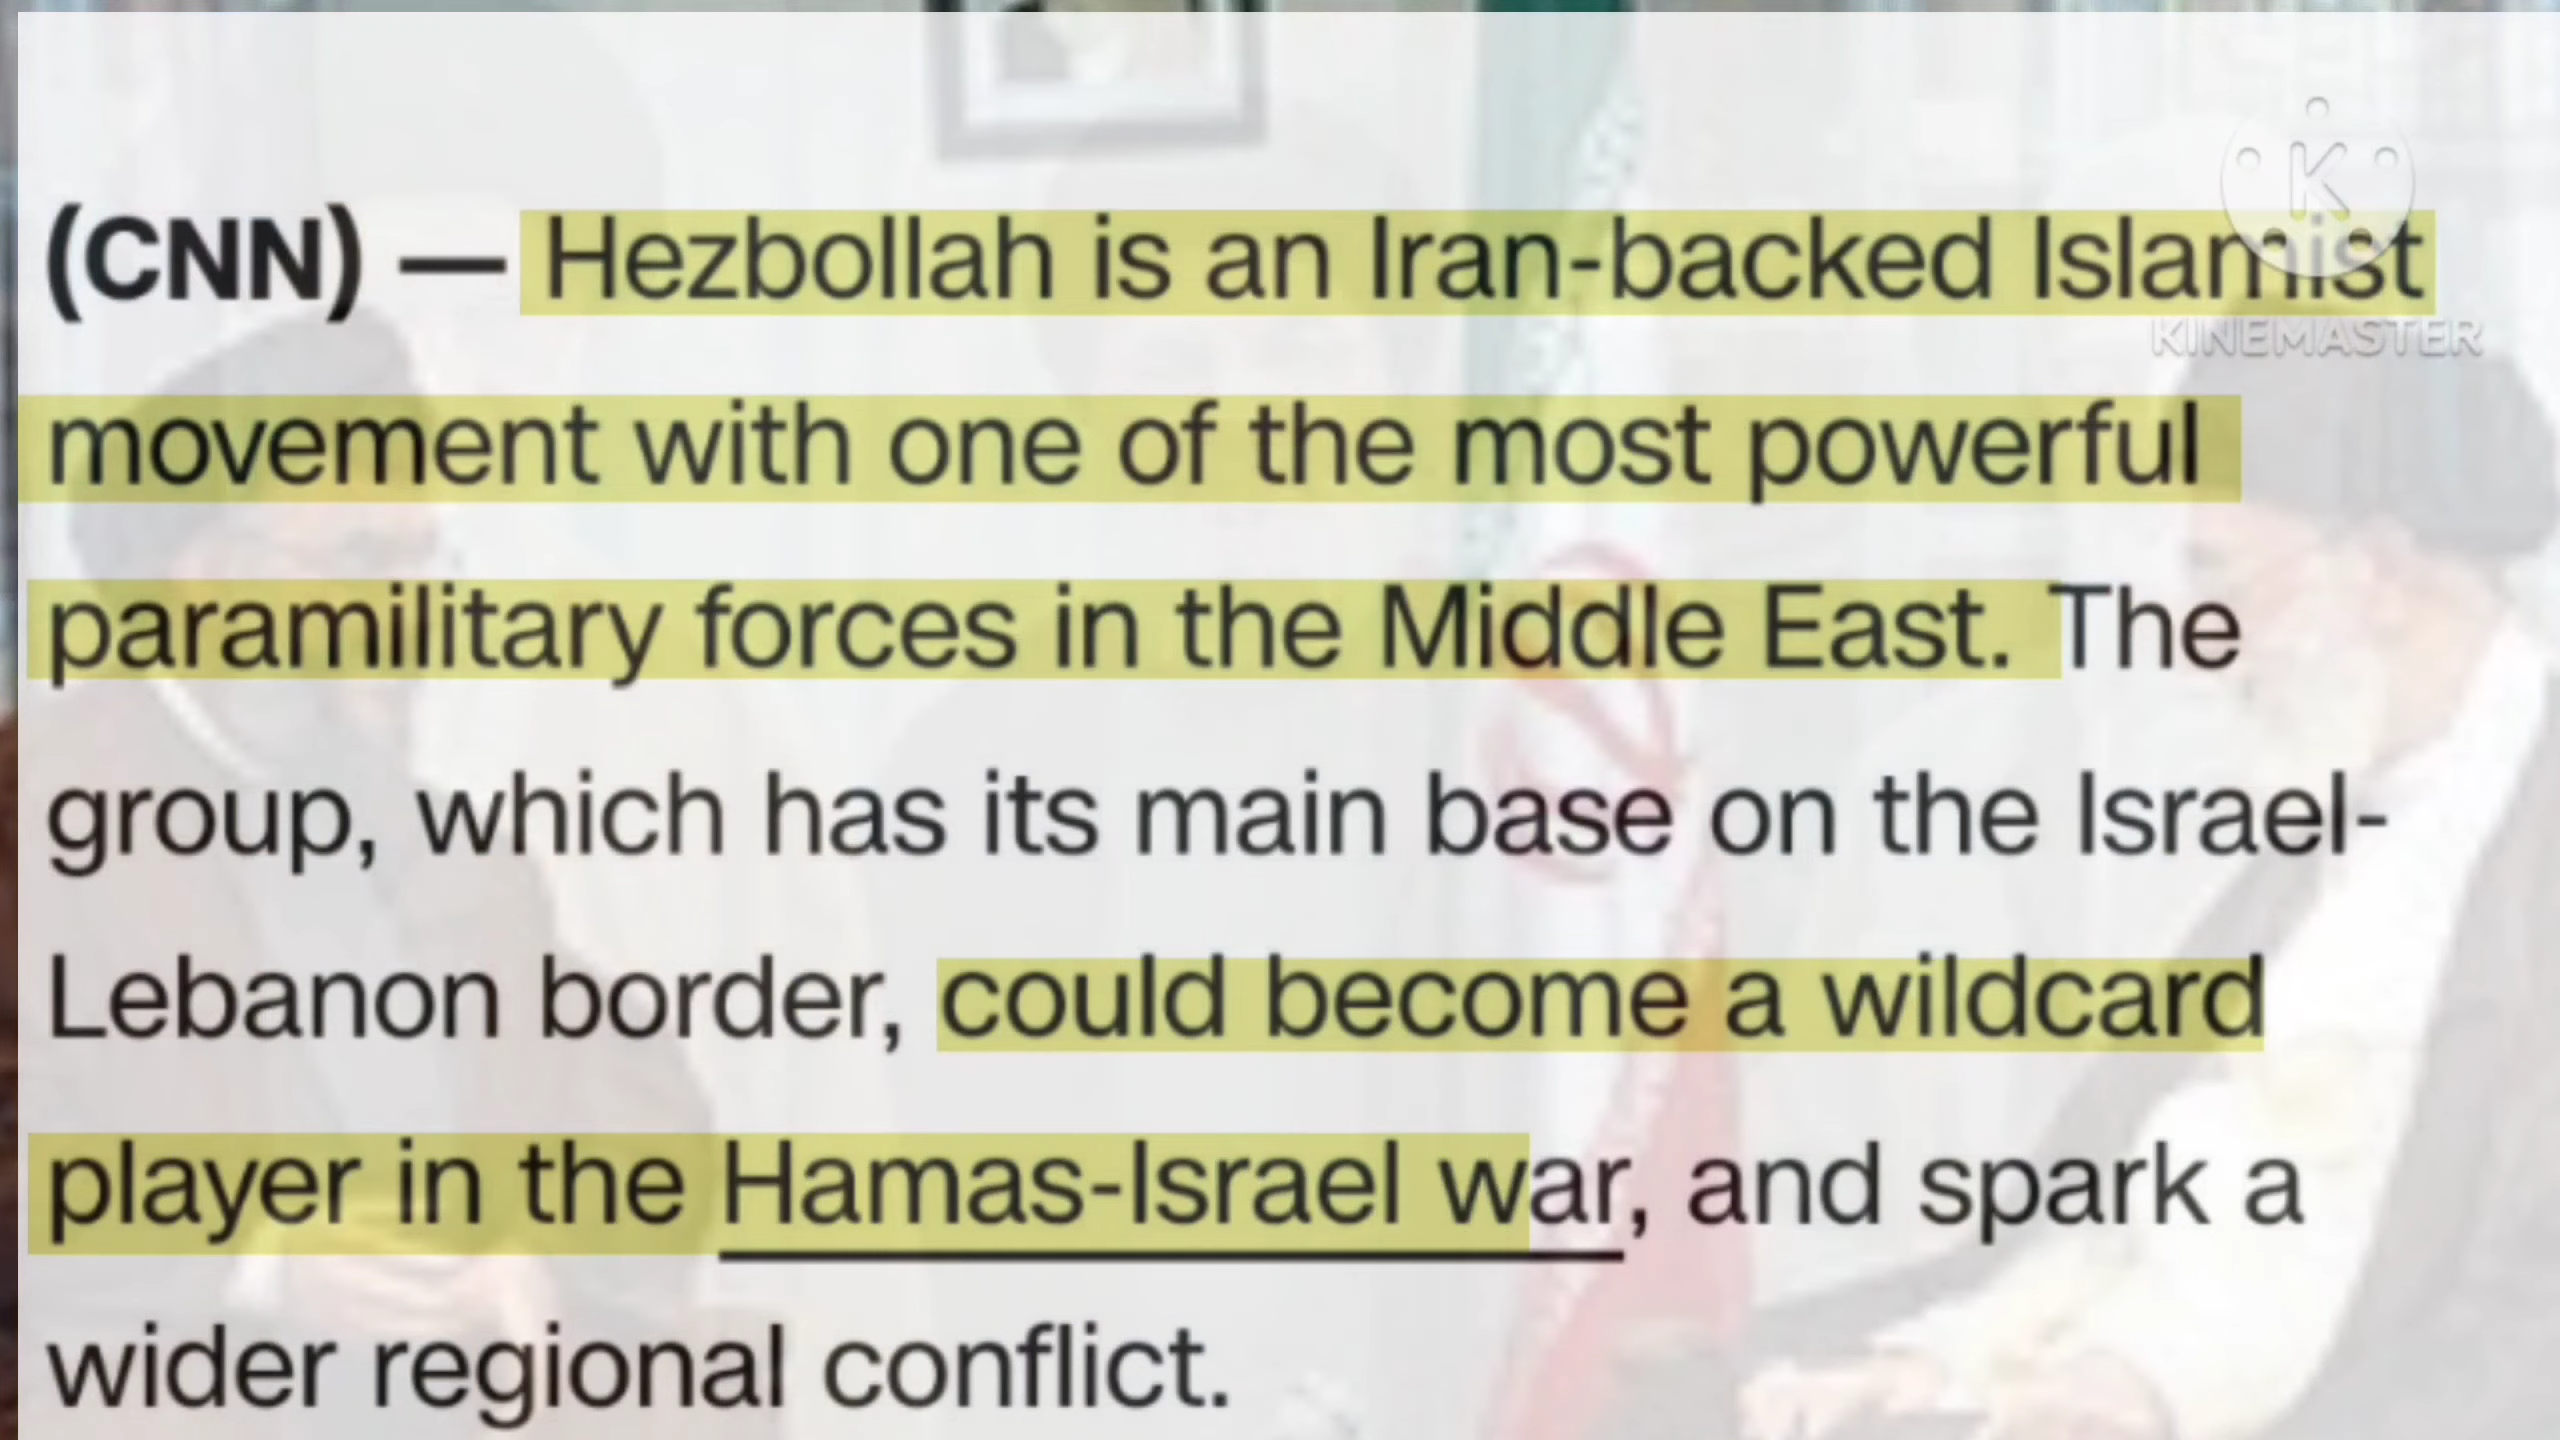 (CNN) — Hezbollah is an Iran-backed Islamist
movement with one of the most powerful
paramilitary forces in the Middle East. The
group, which has its main base on the Israel-
Lebanon border, could become a wildcard
player in the Hamas-Israel war, and spark a
wider regional conflict.
K
KINEMASTER